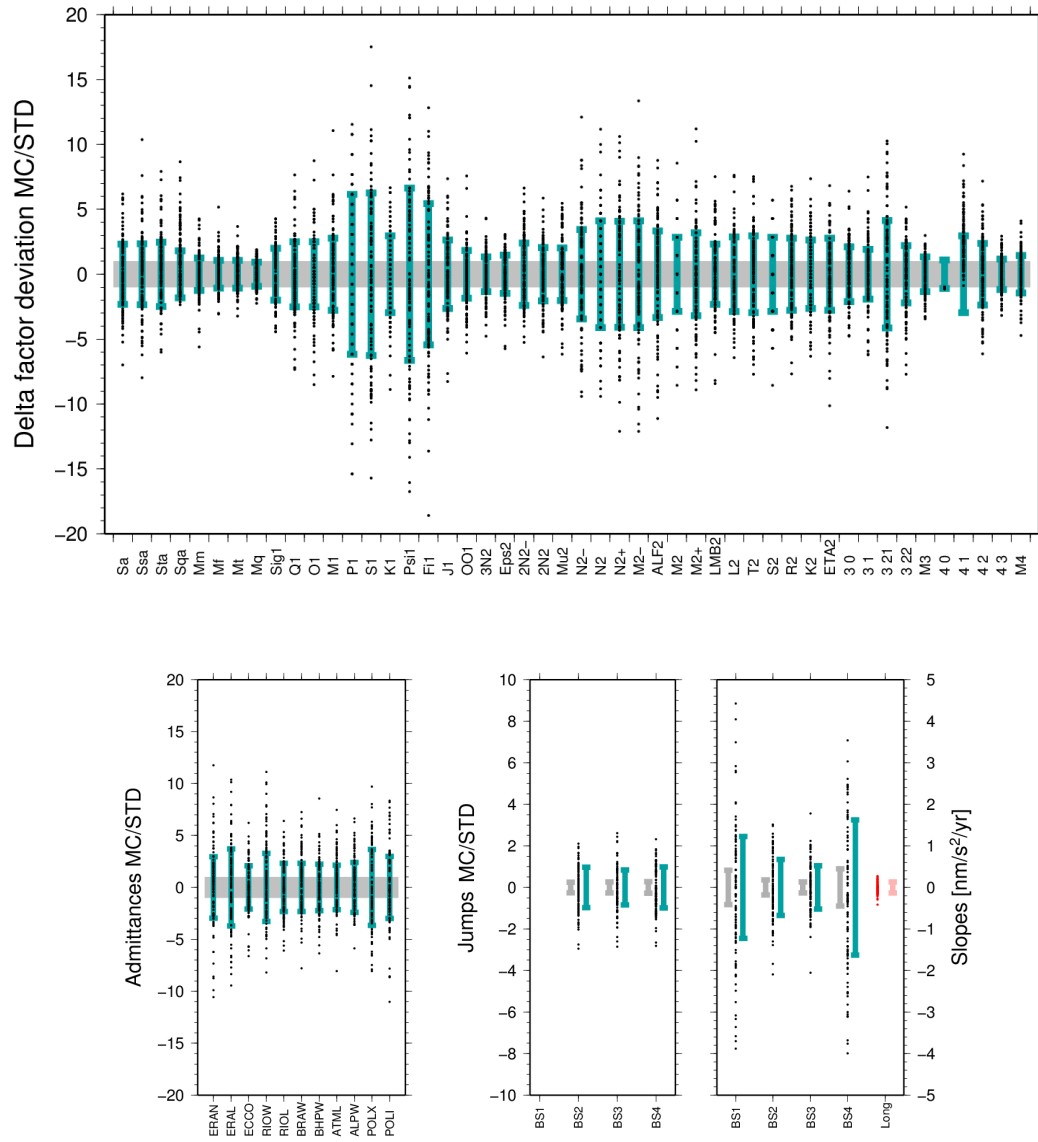 20
15
10
5
0
−5
−10
−15
−20
Delta factor deviation MC/STD
Sa
Ssa
Sta
Sqa
Mm
Mf
Mt
Mq
Sig1
Q1
O1
M1
P1
S1
K1
Psi1
Fi1
J1
OO1
3N2
Eps2
2N2−
2N2
Mu2
N2−
N2
N2+
M2−
ALF2
M2
M2+
LMB2
L2
T2
S2
R2
K2
ETA2
3 0
3 1
3 21
3 22
M3
4 0
4 1
4 2
4 3
M4
20
15
10
5
0
−5
−10
−15
−20
Admittances MC/STD
ERAN
ERAL
ECCO
RIOW
RIOL
BRAW
BHPW
ATML
ALPW
POLX
POLI
10
8
6
4
2
0
−2
−4
−6
−8
−10
Jumps MC/STD
BS1
BS2
BS3
BS4
BS1
BS2
BS3
BS4
Long
5
4
3
2
1
0
−1
−2
−3
−4
−5
Slopes [nm/s²/yr]